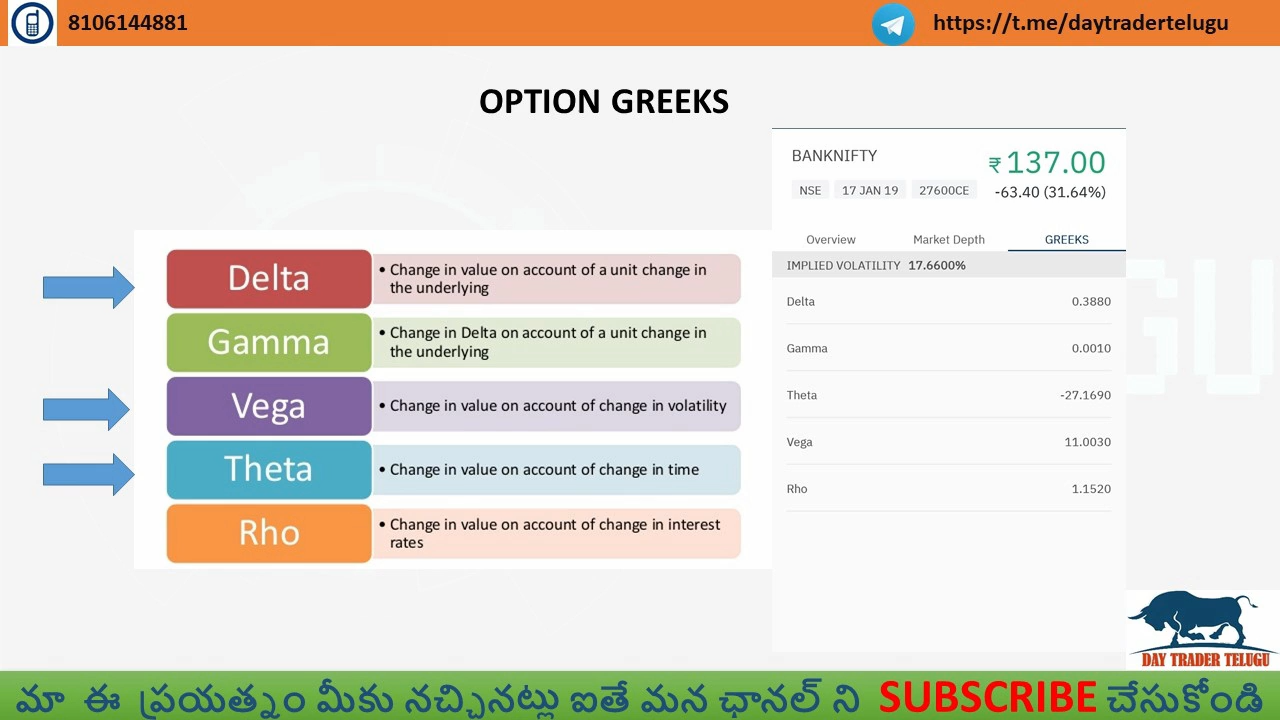 8106144881
https://t.me/daytradertelugu
OPTION GREEKS
Delta
• Change in value on account of a unit change in
the underlying
Gamma
• Change in Delta on account of a unit change in
the underlying
Vega
• Change in value on account of change in volatility
Theta
• Change in value on account of change in time
Rho
• Change in value on account of change in interest
rates
BANKNIFTY
₹ 137.00
NSE 17 JAN 19 27600CE
-63.40 (31.64%)
Overview Market Depth GREEKS
IMPLIED VOLATILITY 17.6600%
Delta 0.3880
Gamma 0.0010
Theta -27.1690
Vega 11.0030
Rho 1.1520
GU
DAY TRADER TELUGU
మా ఈ ప్రయత్నం మీకు నచ్చినట్లు ఐతే మన ఛానల్ ని SUBSCRIBE చేసుకోండి